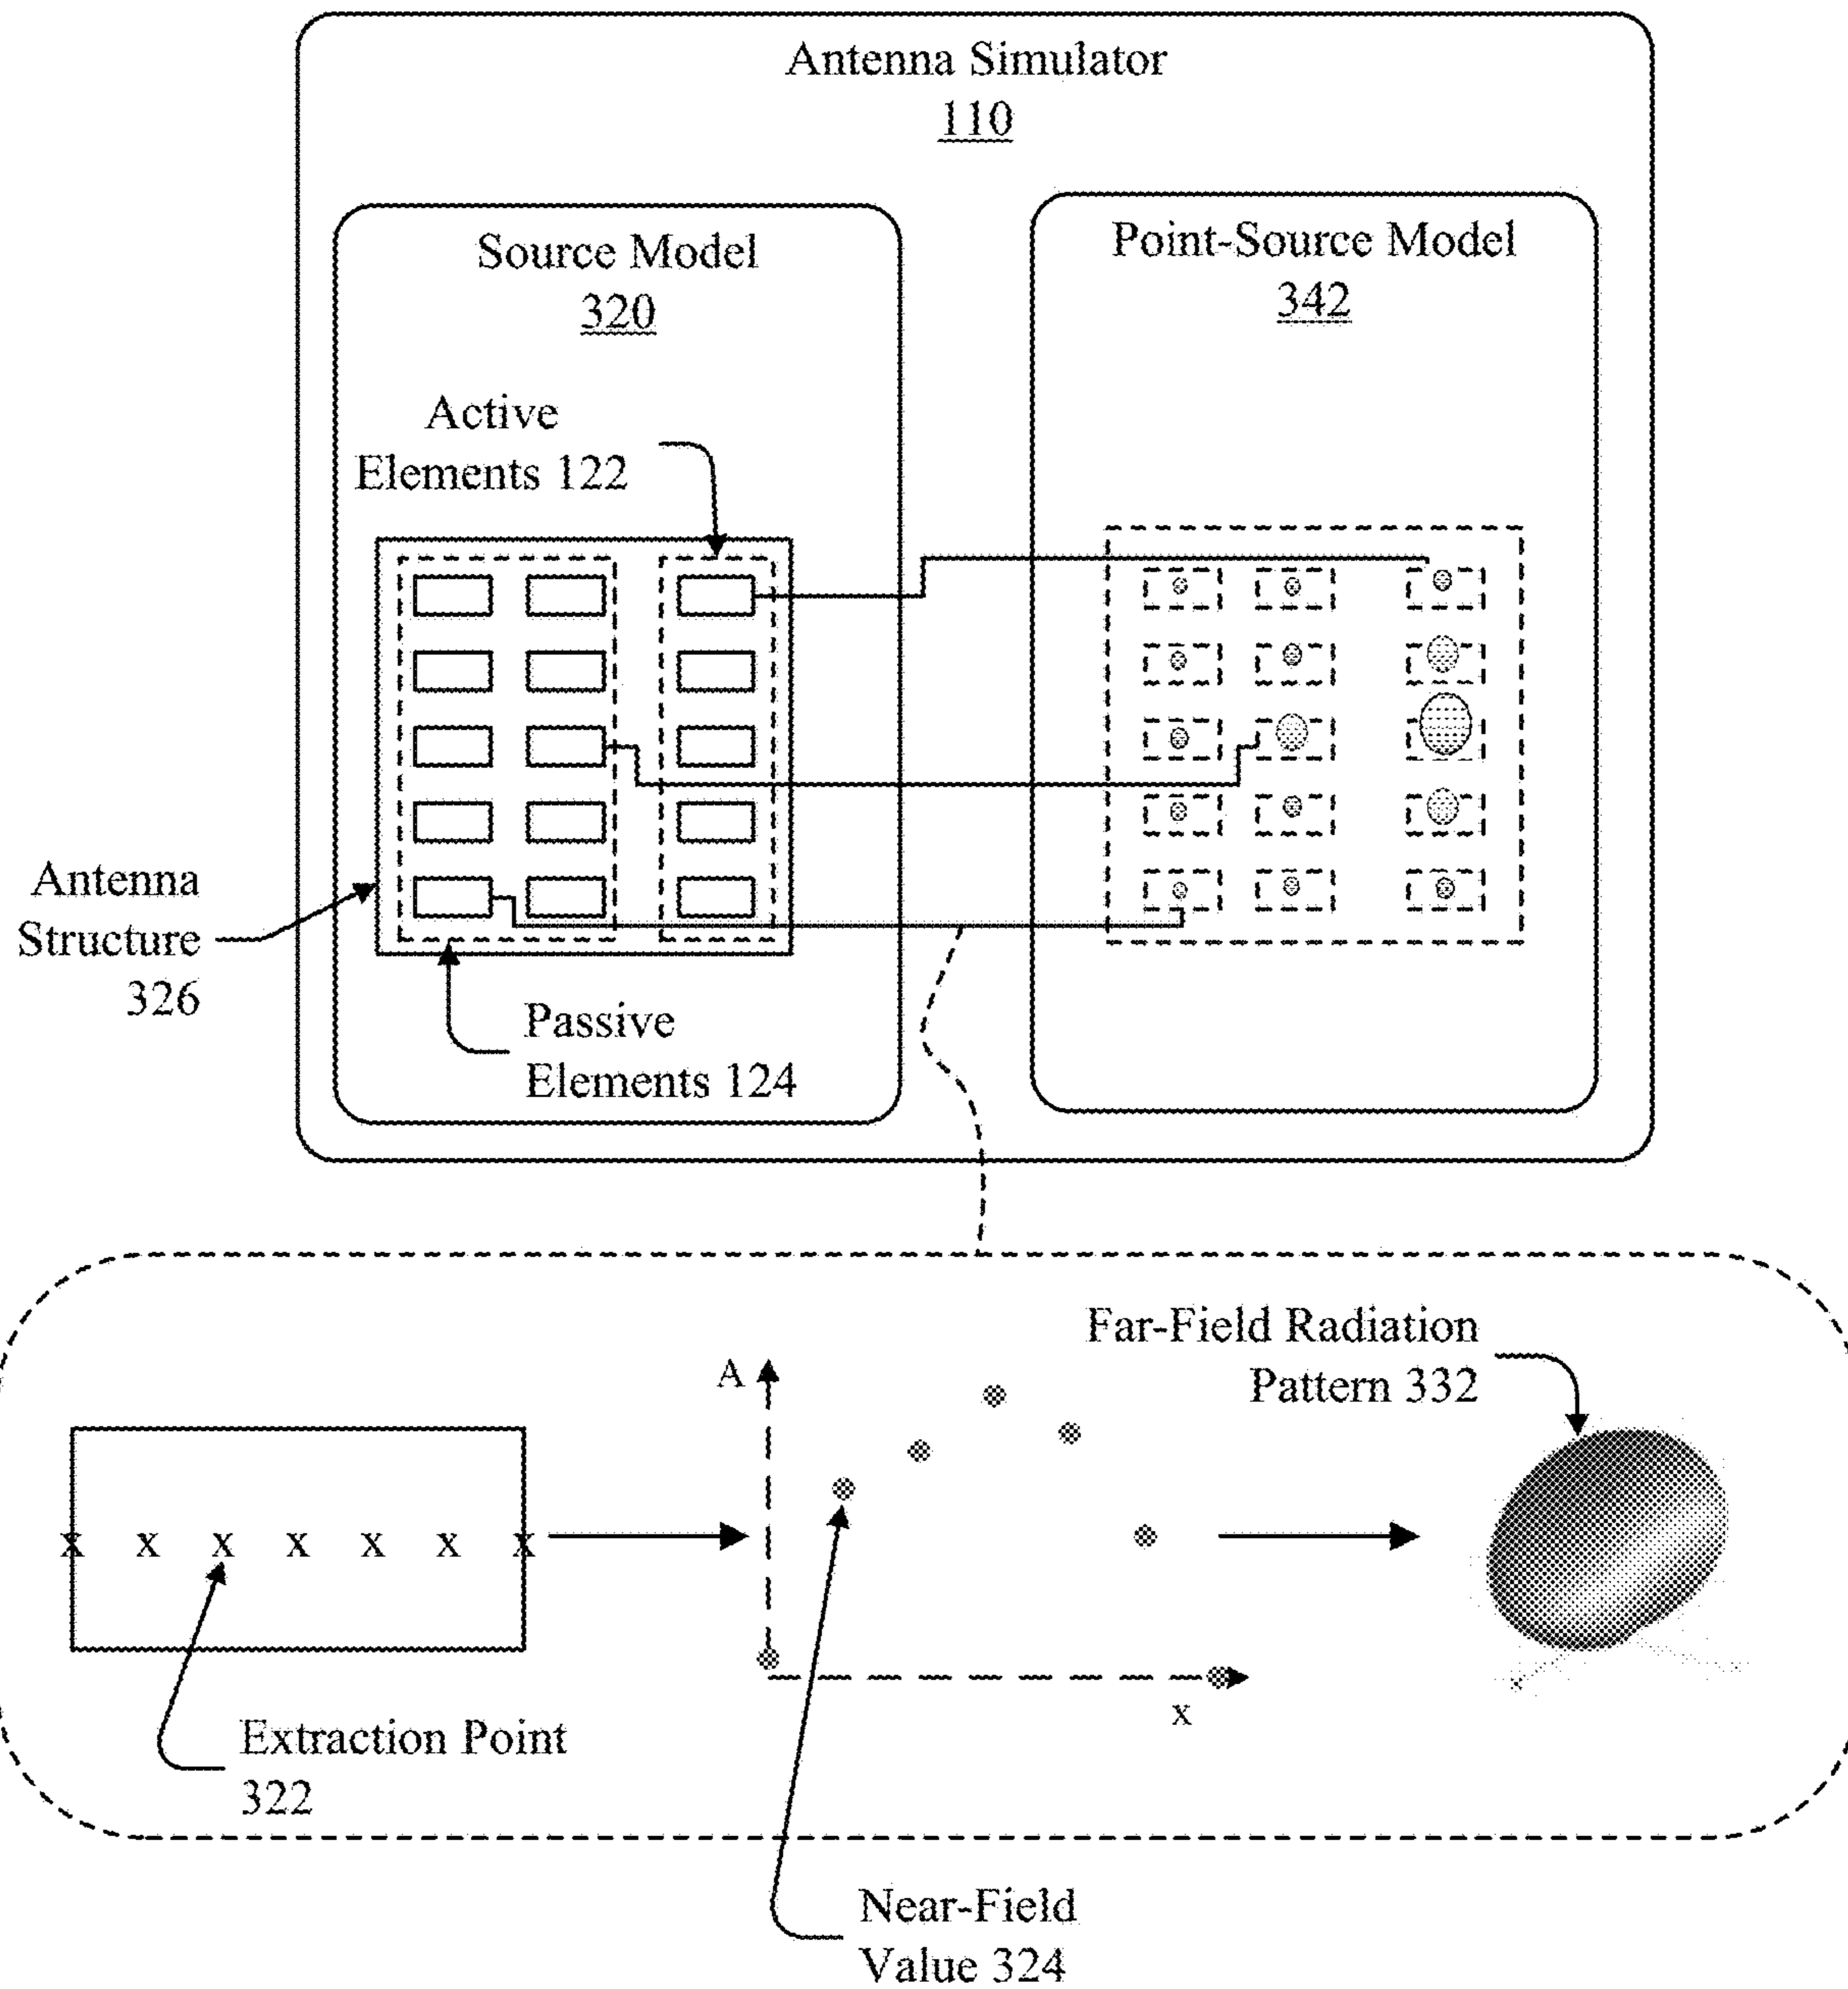 Antenna Simulator
110
Source Model
320
Point-Source Model
342
Active
Elements 122
Antenna
Structure
326
Passive
Elements 124
Far-Field Radiation
Pattern 332
A
x x x x x x x
x
Extraction Point
322
Near-Field
Value 324